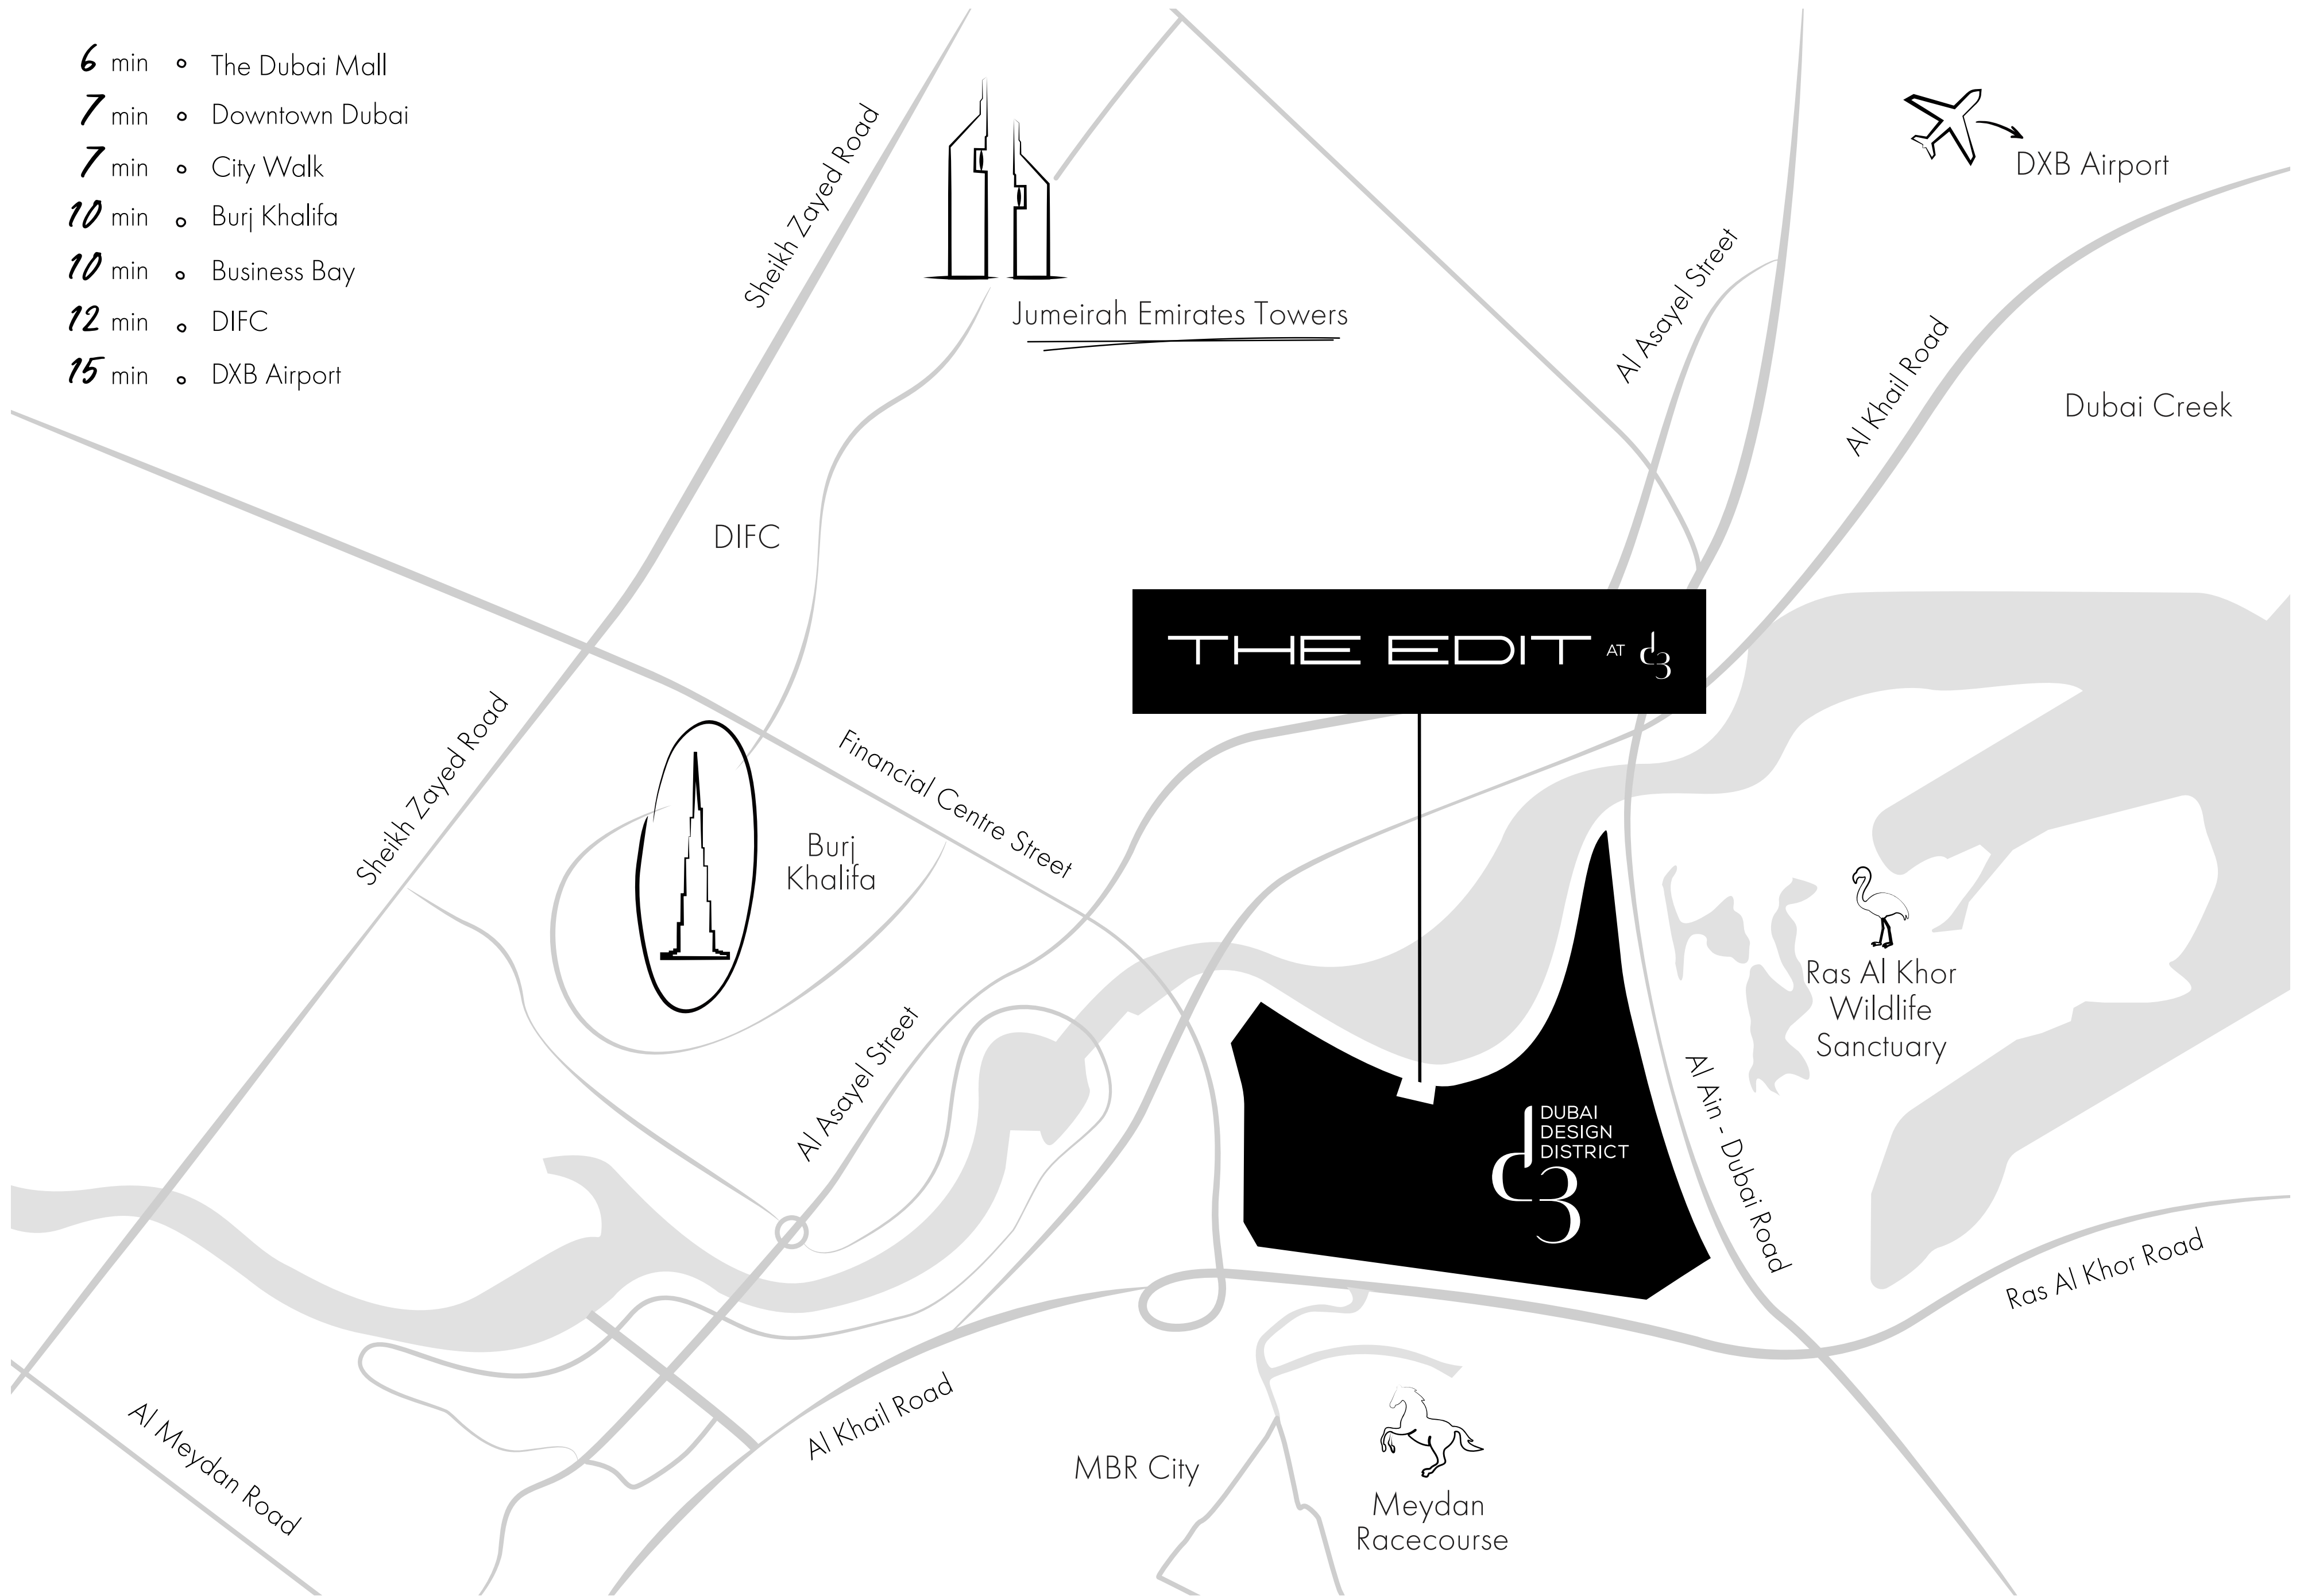 6 min The Dubai Mall
7 min Downtown Dubai
7 min City Walk
10 min Burj Khalifa
10 min Business Bay
12 min DIFC
15 min DXB Airport
Sheikh Zayed Road
Jumeirah Emirates Towers
DXB Airport
Al Asayel Street
Al Khail Road
Dubai Creek
DIFC
THE EDIT AT d3
Sheikh Zayed Road
Financial Centre Street
Burj
Khalifa
Ras Al Khor
Wildlife
Sanctuary
Al Asayel Street
DUBAI
DESIGN
DISTRICT
d3
Al Ain - Dubai Road
Ras Al Khor Road
Al Meydan Road
Al Khail Road
MBR City
Meydan
Racecourse